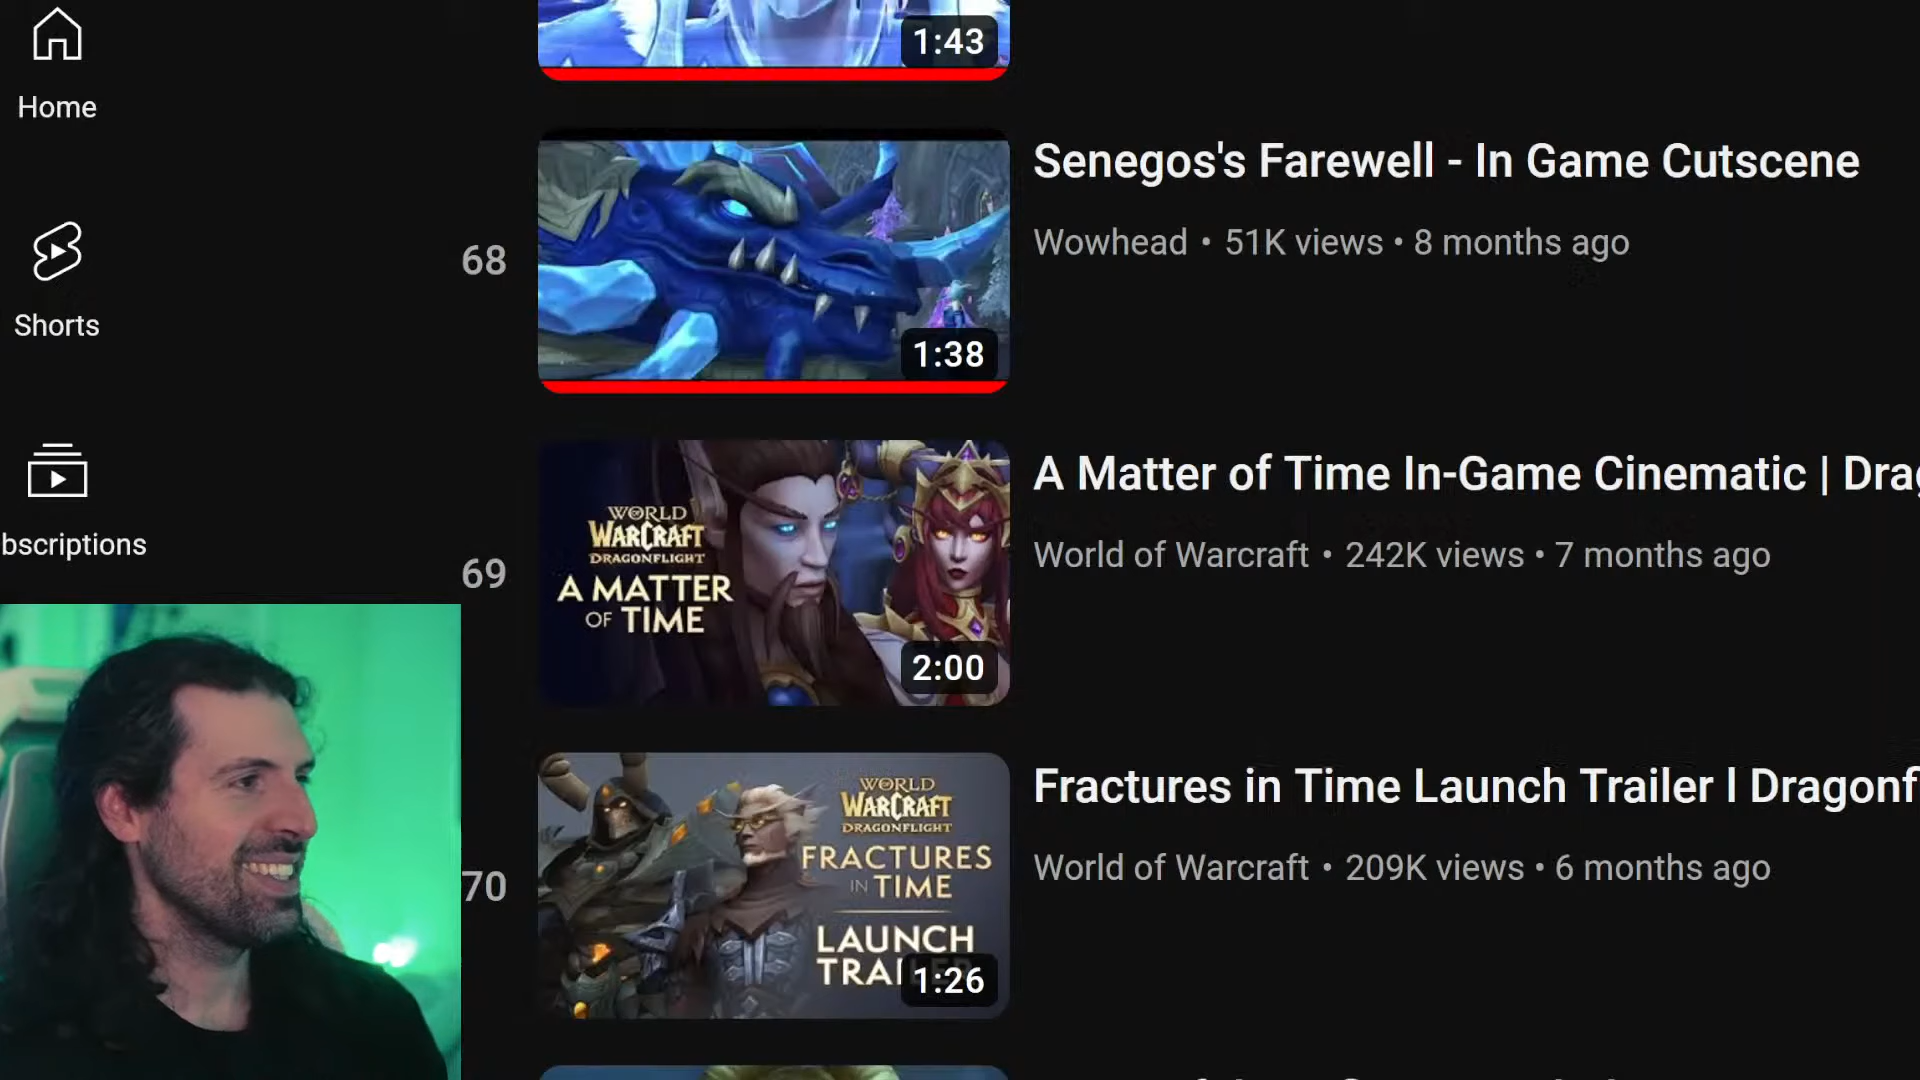 1:43
Home
Senegos's Farewell - In Game Cutscene
Wowhead • 51K views • 8 months ago
68
Shorts
1:38
A Matter of Time In-Game Cinematic | Drag
World of Warcraft • 242K views • 7 months ago
WORLD
OF
WARCRAFT
DRAGONFLIGHT
A MATTER
OF TIME
bscriptions
69
2:00
Fractures in Time Launch Trailer l Dragonf
World of Warcraft • 209K views • 6 months ago
WORLD
OF
WARCRAFT
DRAGONFLIGHT
FRACTURES
IN TIME
LAUNCH
TRAI
70
1:26